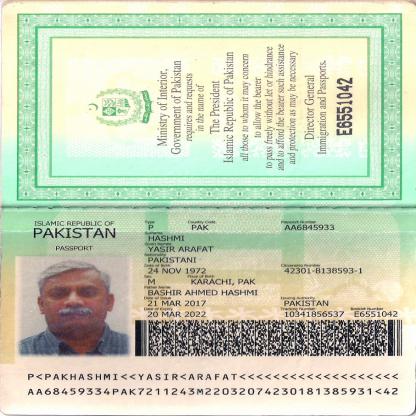 Ministry of Interior,
Government of Pakistan
requires and requests
in the name of
The President
Islamic Republic of Pakistan
all those to whom it may concern
to allow the bearer
to pass freely without let or hindrance
and to afford the bearer such assistance
and protection as may be necessary
Director General
Immigration and Passports.
E6551042
ISLAMIC REPUBLIC OF
PAKISTAN
PASSPORT
Type Country Code Passport Number
P PAK AA6845933
Surname
HASHMI
Given Names
YASIR ARAFAT
Nationality
PAKISTANI
Date of Birth Citizenship Number
24 NOV 1972 42301-8138593-1
Sex Place of Birth
M KARACHI, PAK
Father Name
BASHIR AHMED HASHMI
Date of Issue Issuing Authority
21 MAR 2017 PAKISTAN
Date of Expiry Tracking Number Booklet Number
20 MAR 2022 10341856537 E6551042
P<PAKHASHMI<<YASIR<ARAFAT<<<<<<<<<<<<<<<<<<<
AA68459334PAK7211243M22032074230181385931<42